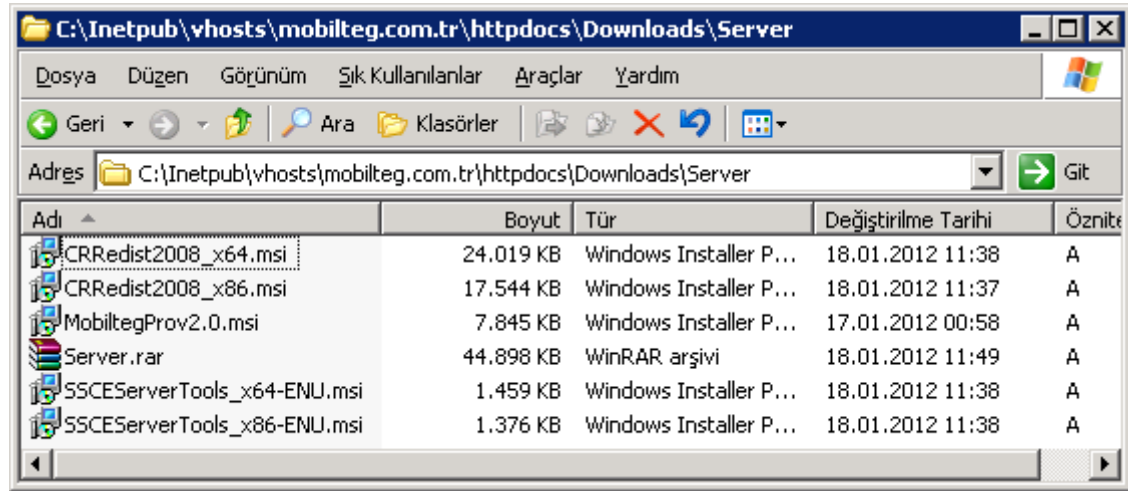 C:\Inetpub\vhosts\mobilteg.com.tr\httpdocs\Downloads\Server
Dosya Düzen Görünüm Sık Kullanılanlar Araçlar Yardım
Geri Ara Klasörler
Adres C:\Inetpub\vhosts\mobilteg.com.tr\httpdocs\Downloads\Server Git
Adı Boyut Tür Değiştirilme Tarihi Öznite
CRRedist2008_x64.msi 24.019 KB Windows Installer P... 18.01.2012 11:38 A
CRRedist2008_x86.msi 17.544 KB Windows Installer P... 18.01.2012 11:37 A
MobiltegProv2.0.msi 7.845 KB Windows Installer P... 17.01.2012 00:58 A
Server.rar 44.898 KB WinRAR arşivi 18.01.2012 11:49 A
SSCEServerTools_x64-ENU.msi 1.459 KB Windows Installer P... 18.01.2012 11:38 A
SSCEServerTools_x86-ENU.msi 1.376 KB Windows Installer P... 18.01.2012 11:38 A